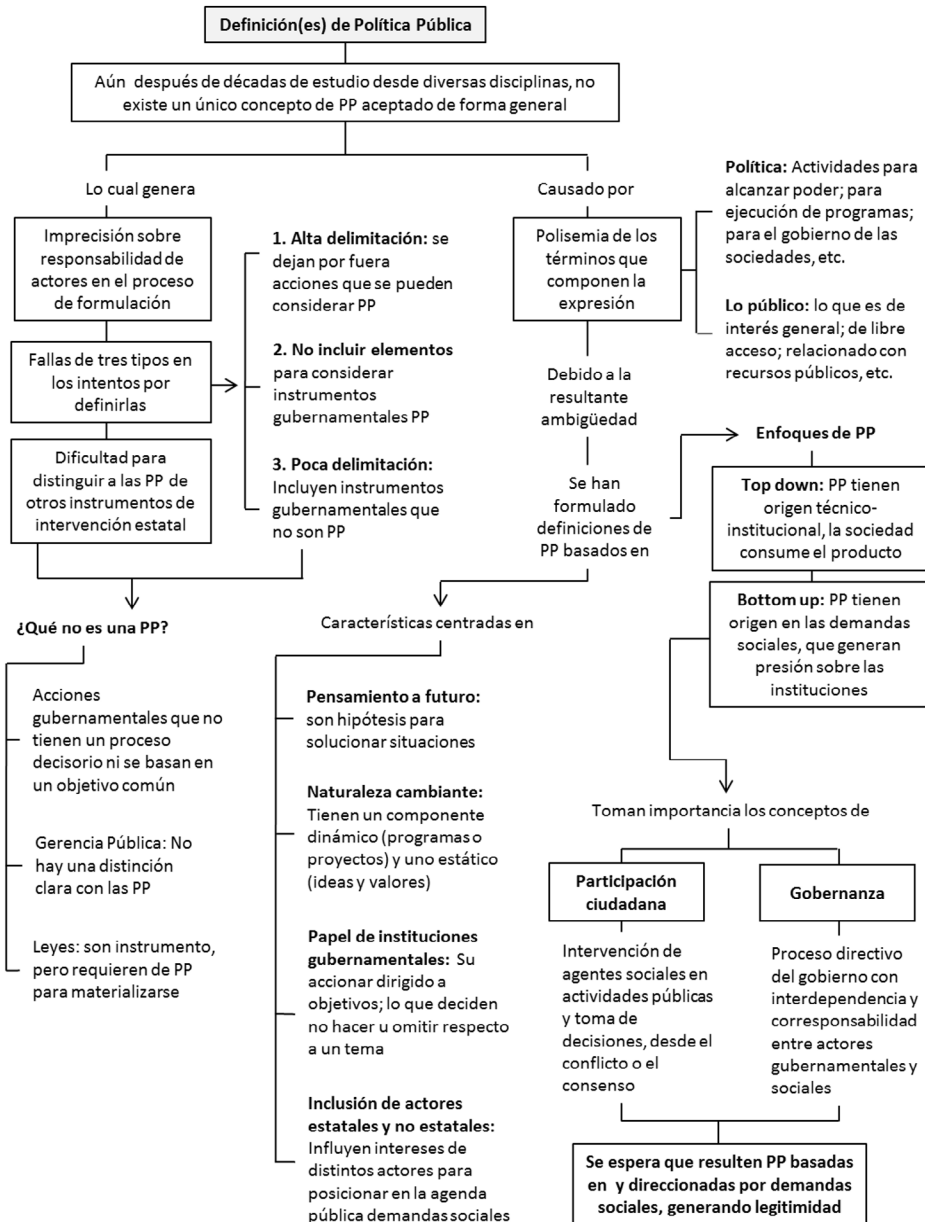 Definición(es) de Política Pública
Aún después de décadas de estudio desde diversas disciplinas, no
existe un único concepto de PP aceptado de forma general
Lo cual genera
Imprecisión sobre
responsabilidad de
actores en el proceso
de formulación
Fallas de tres tipos en
los intentos por
definirlas
Dificultad para
distinguir a las PP de
otros instrumentos de
intervención estatal
1. Alta delimitación: se
dejan por fuera
acciones que se pueden
considerar PP
2. No incluir elementos
para considerar
instrumentos
gubernamentales PP
3. Poca delimitación:
Incluyen instrumentos
gubernamentales que
no son PP
¿Qué no es una PP?
Acciones
gubernamentales que no
tienen un proceso
decisorio ni se basan en
un objetivo común
Gerencia Pública: No
hay una distinción
clara con las PP
Leyes: son instrumento,
pero requieren de PP
para materializarse
Causado por
Polisemia de los
términos que
componen la
expresión
Política: Actividades para
alcanzar poder; para
ejecución de programas;
para el gobierno de las
sociedades, etc.
Lo público: lo que es de
interés general; de libre
acceso; relacionado con
recursos públicos, etc.
Debido a la
resultante
ambigüedad
Se han
formulado
definiciones de
PP basados en
Características centradas en
Pensamiento a futuro:
son hipótesis para
solucionar situaciones
Naturaleza cambiante:
Tienen un componente
dinámico (programas o
proyectos) y uno estático
(ideas y valores)
Papel de instituciones
gubernamentales: Su
accionar dirigido a
objetivos; lo que deciden
no hacer u omitir respecto
a un tema
Inclusión de actores
estatales y no estatales:
Influyen intereses de
distintos actores para
posicionar en la agenda
pública demandas sociales
Enfoques de PP
Top down: PP tienen
origen técnico-
institucional, la sociedad
consume el producto
Bottom up: PP tienen
origen en las demandas
sociales, que generan
presión sobre las
instituciones
Toman importancia los conceptos de
Participación
ciudadana
Intervención de
agentes sociales en
actividades públicas
y toma de
decisiones, desde el
conflicto o el
consenso
Gobernanza
Proceso directivo
del gobierno con
interdependencia y
corresponsabilidad
entre actores
gubernamentales y
sociales
Se espera que resulten PP basadas
en y direccionadas por demandas
sociales, generando legitimidad